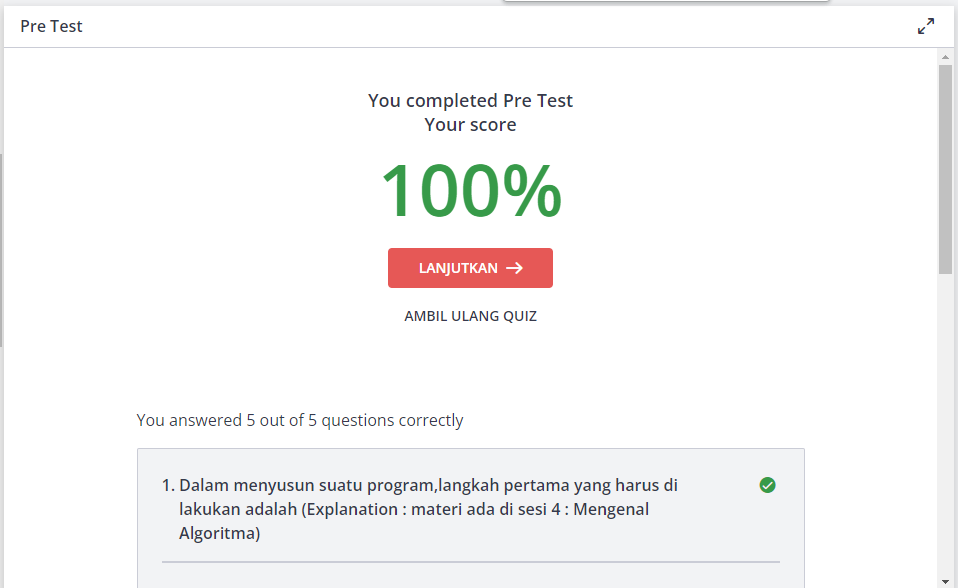 Pre Test
You completed Pre Test
Your score
100%
LANJUTKAN →
AMBIL ULANG QUIZ
You answered 5 out of 5 questions correctly
1. Dalam menyusun suatu program,langkah pertama yang harus di
lakukan adalah (Explanation : materi ada di sesi 4 : Mengenal
Algoritma)